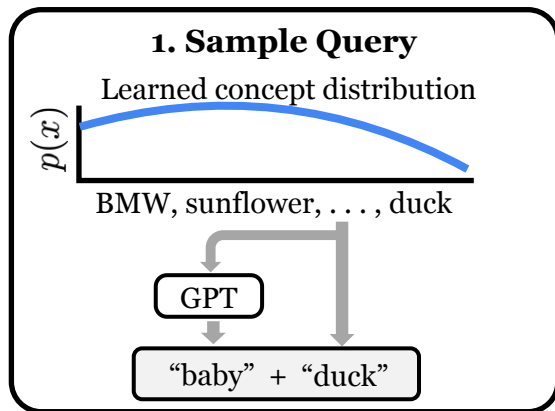 1. Sample Query
Learned concept distribution
p(x)
BMW, sunflower, . . . , duck
GPT
“baby” + “duck”